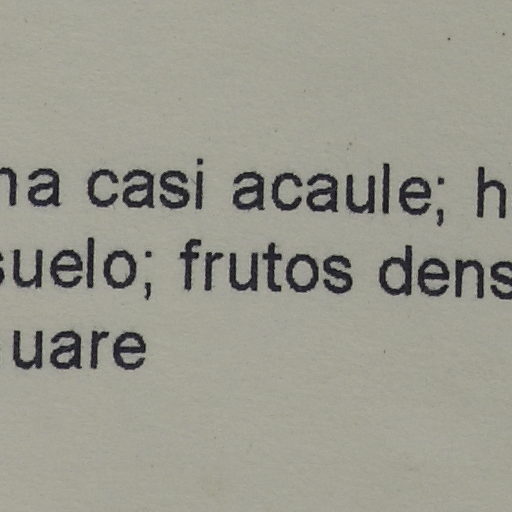 na casi acaule; h
suelo; frutos dens
uare